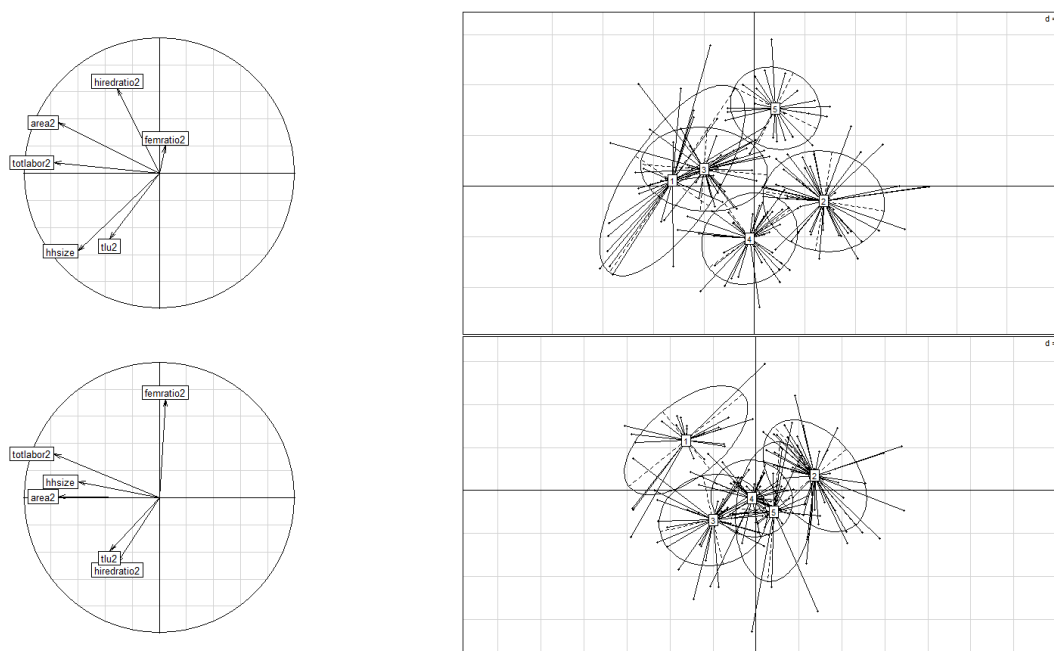 hiredratio2
area2
femratio2
totlabor2
tlu2
hhsize
d =
5
3
1
2
4
femratio2
totlabor2
hhsize
area2
tlu2
hiredratio2
d =
1
2
4
5
3